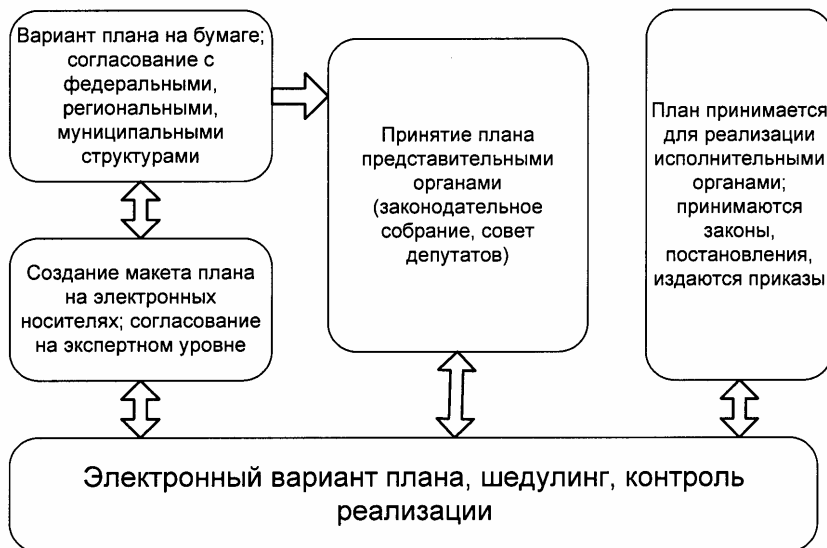 Вариант плана на бумаге;
согласование с
федеральными,
региональными,
муниципальными
структурами
Принятие плана
представительными
органами
(законодательное
собрание, совет
депутатов)
План принимается
для реализации
исполнительными
органами;
принимаются
законы,
постановления,
издаются приказы
Создание макета плана
на электронных
носителях; согласование
на экспертном уровне
Электронный вариант плана, шедулинг, контроль
реализации